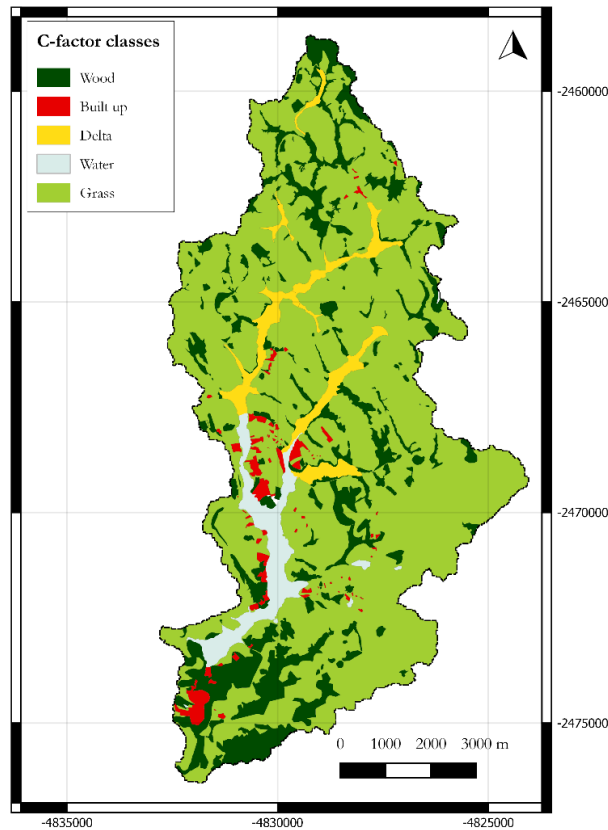 C-factor classes
Wood
Built up
Delta
Water
Grass
-2460000
-2465000
-2470000
-2475000
0 1000 2000 3000 m
-4835000 -4830000 -4825000